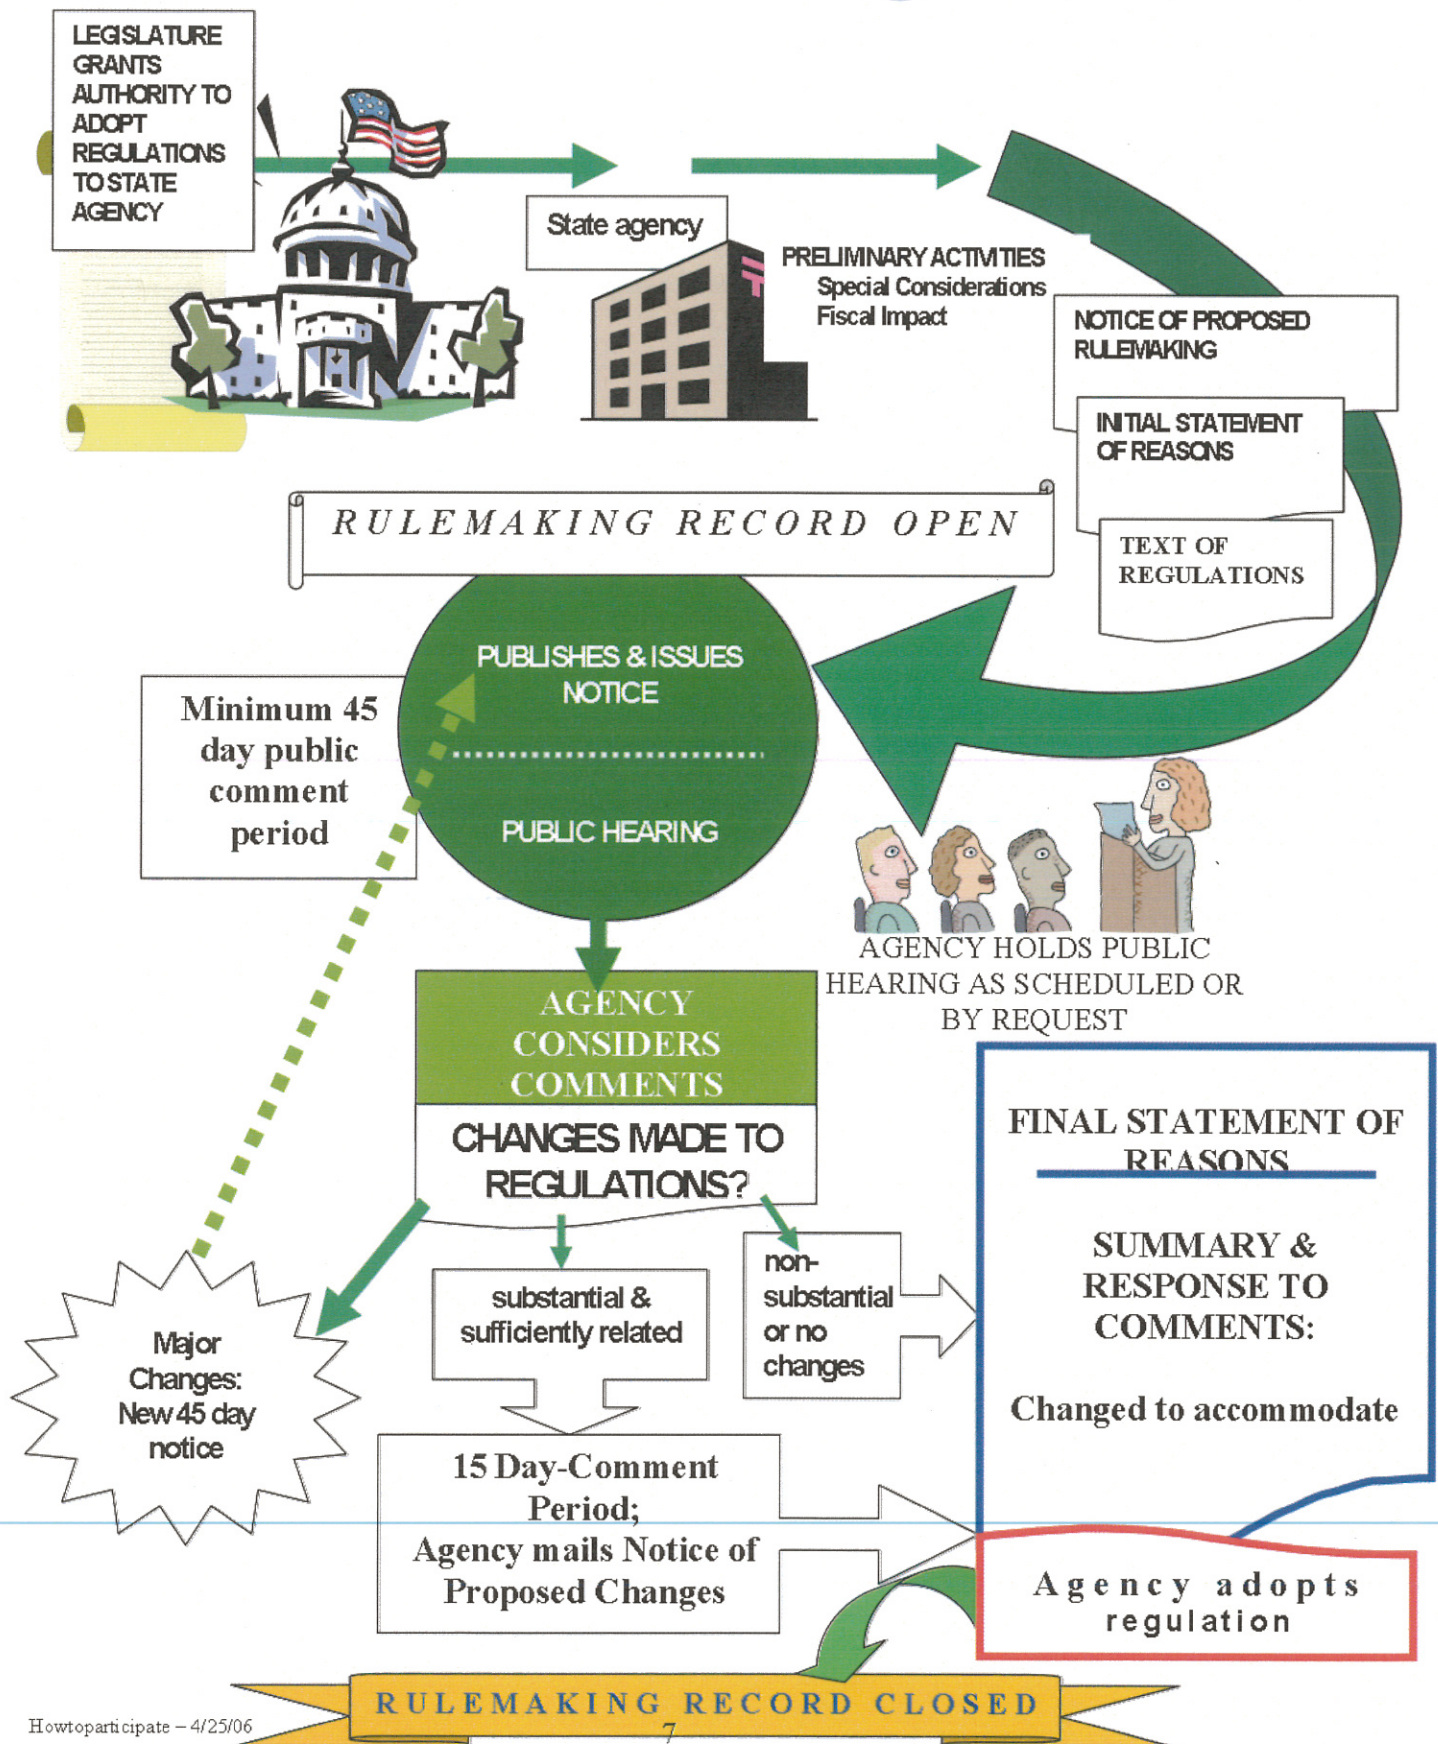 LEGISLATURE
GRANTS
AUTHORITY TO
ADOPT
REGULATIONS
TO STATE
AGENCY
State agency
PRELIMINARY ACTIVITIES
Special Considerations
Fiscal Impact
NOTICE OF PROPOSED
RULEMAKING
INITIAL STATEMENT
OF REASONS
TEXT OF
REGULATIONS
RULEMAKING RECORD OPEN
PUBLISHES & ISSUES
NOTICE
PUBLIC HEARING
Minimum 45
day public
comment
period
AGENCY HOLDS PUBLIC
HEARING AS SCHEDULED OR
BY REQUEST
AGENCY
CONSIDERS
COMMENTS
CHANGES MADE TO
REGULATIONS?
Major
Changes:
New 45 day
notice
substantial &
sufficiently related
non-
substantial
or no
changes
15 Day-Comment
Period;
Agency mails Notice of
Proposed Changes
FINAL STATEMENT OF
REASONS
SUMMARY &
RESPONSE TO
COMMENTS:
Changed to accommodate
Agency adopts
regulation
RULEMAKING RECORD CLOSED
Howtoparticipate – 4/25/06
7